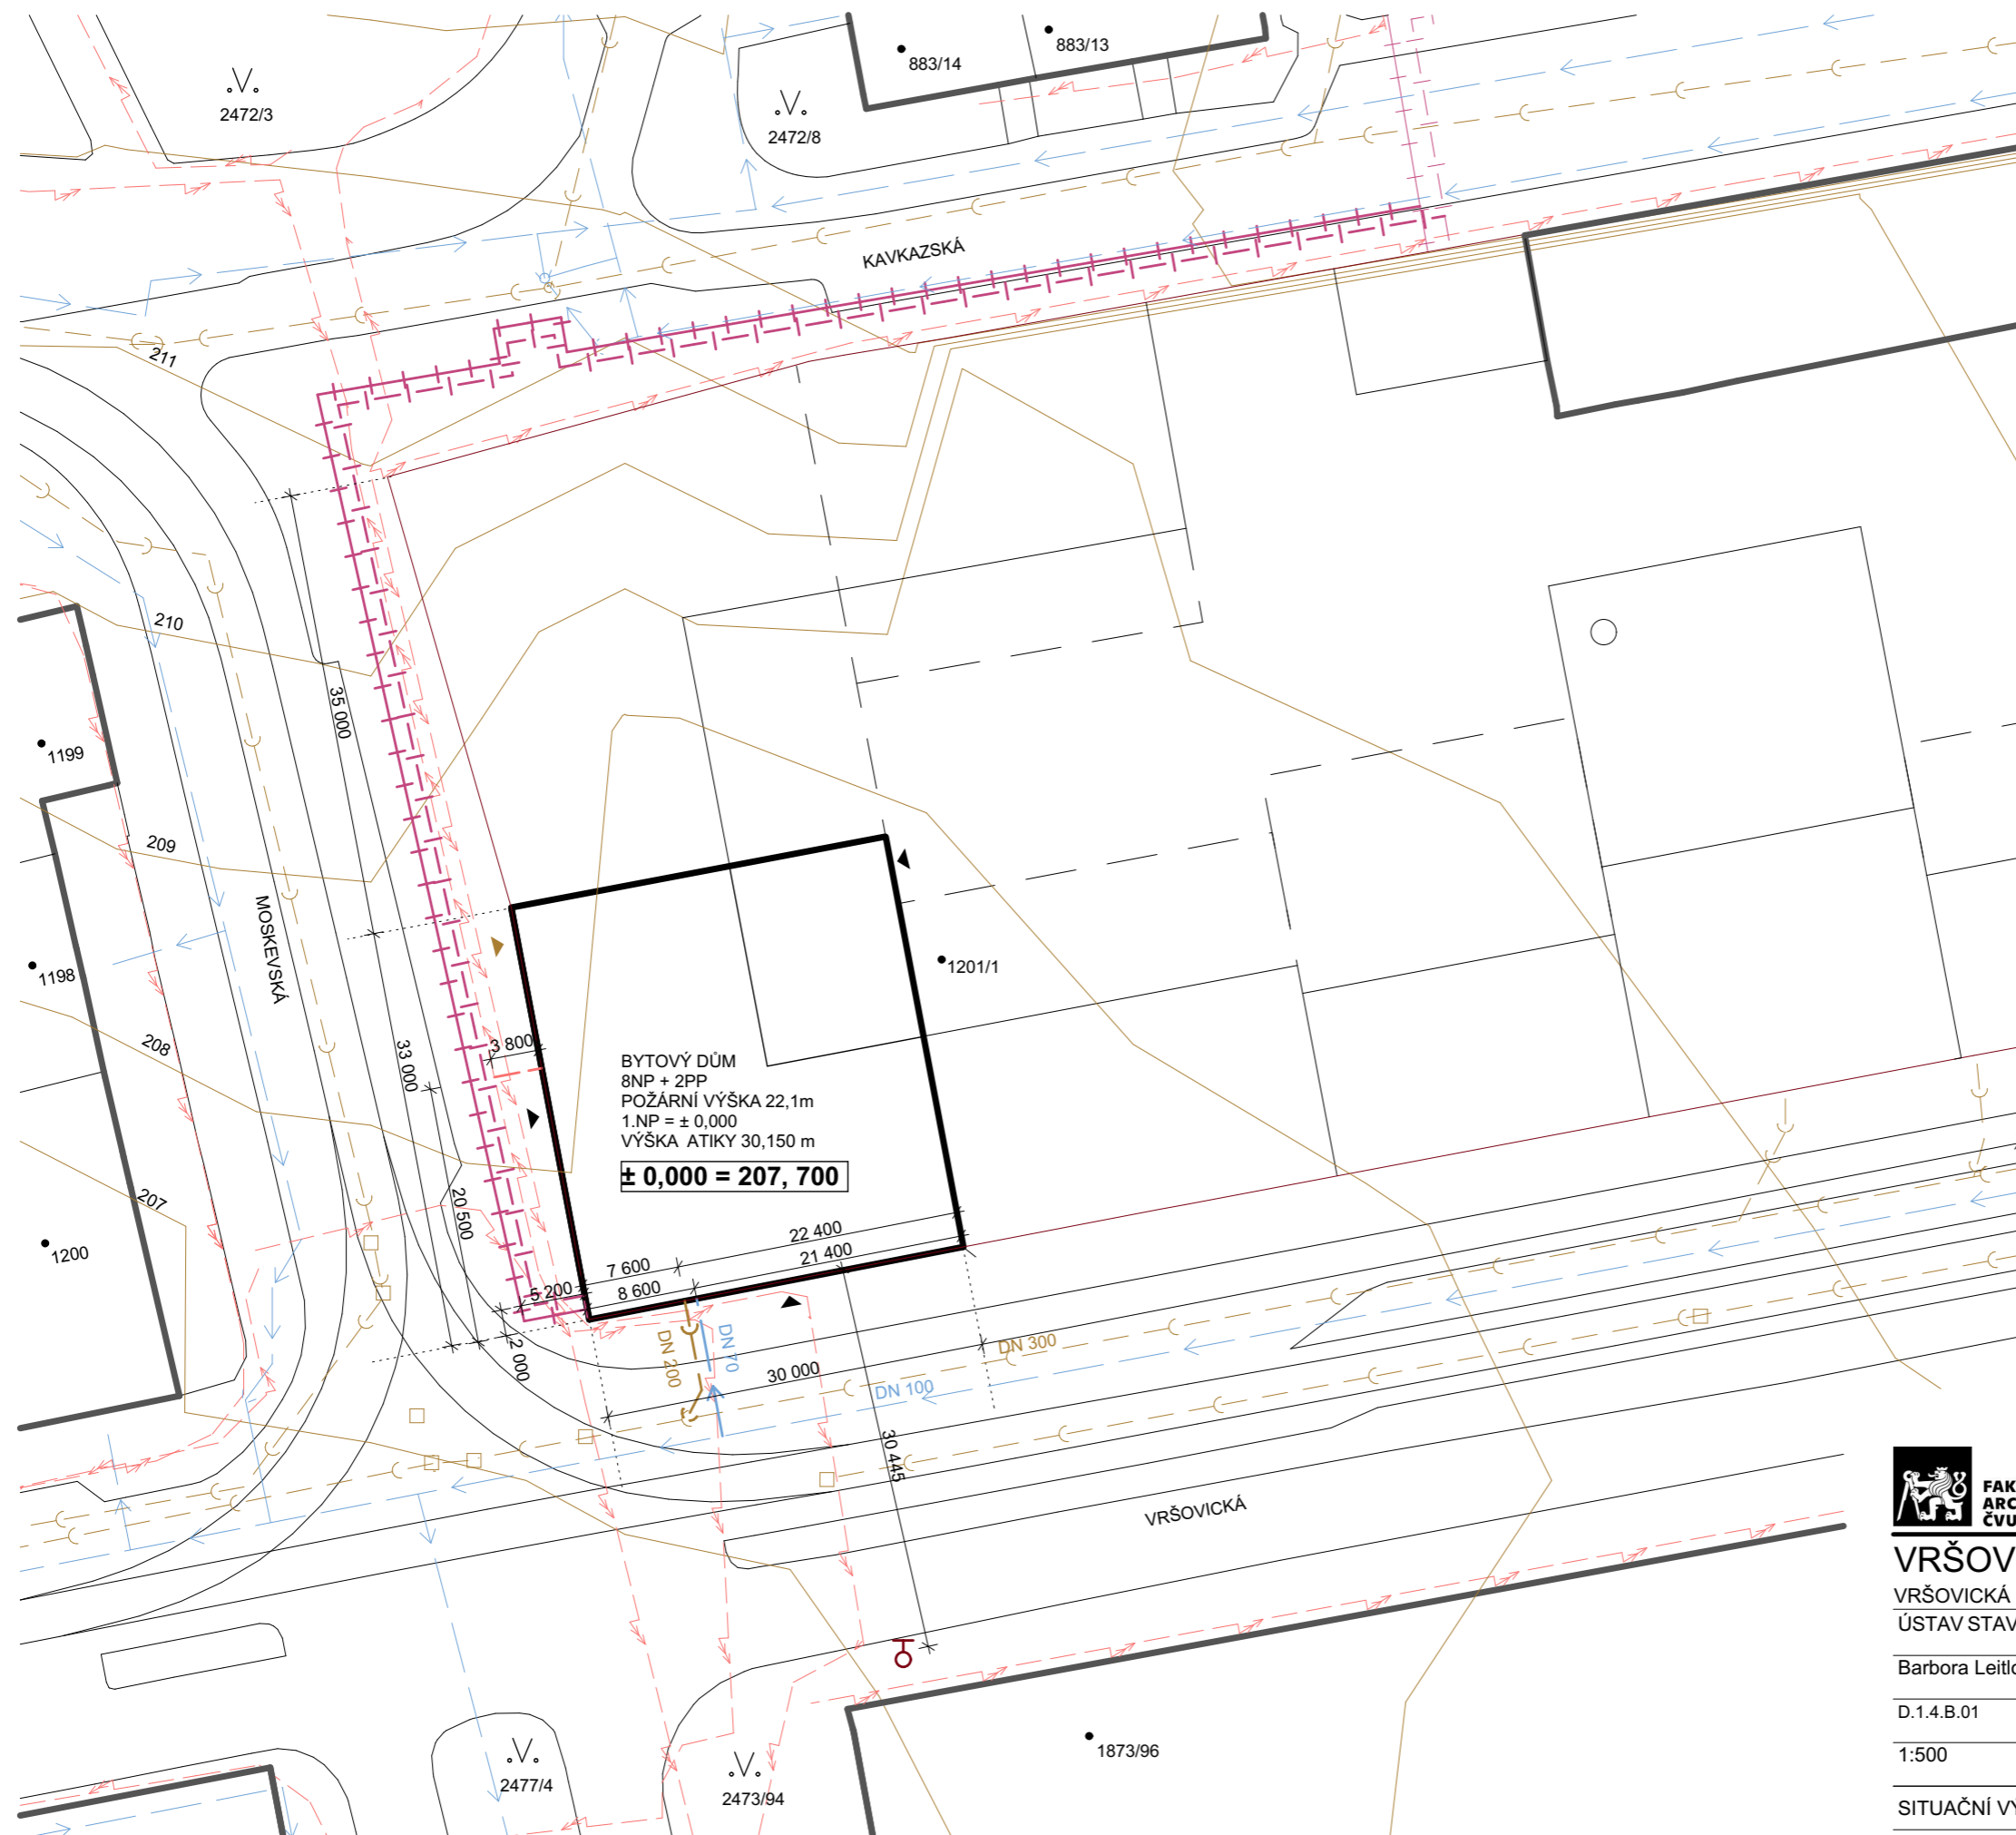 883/14
883/13
2472/3
2472/8
KAVKAZSKÁ
211
210
35 000
1199
209
MOSKEVSKÁ
1198
1201/1
208
33 000
3 800
BYTOVÝ DŮM
8NP + 2PP
POŽÁRNÍ VÝŠKA 22,1m
1.NP = ± 0,000
VÝŠKA ATIKY 30,150 m
± 0,000 = 207, 700
207
20 500
1200
22 400
21 400
7 600
5 200
8 600
2 000
DN 200
DN 70
30 000
DN 300
DN 100
30 445
VRŠOVICKÁ
2477/4
2473/94
1873/96
FAK
ARC
ČVU
VRŠOV
VRŠOVICKÁ
ÚSTAV STAV
Barbora Leitl
D.1.4.B.01
1:500
SITUAČNÍ VÝ